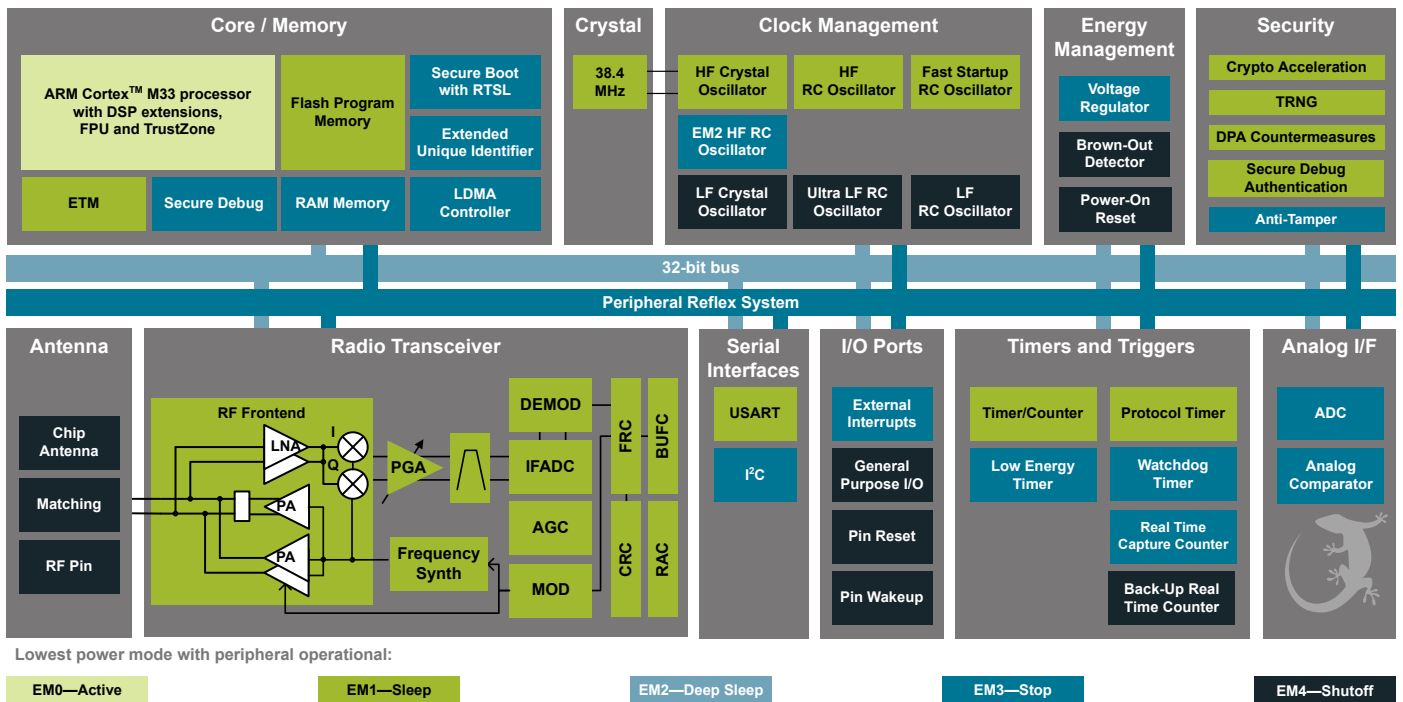 Core / Memory
ARM Cortex™ M33 processor
with DSP extensions,
FPU and TrustZone
Flash Program
Memory
Secure Boot
with RTSL
Extended
Unique Identifier
ETM
Secure Debug
RAM Memory
LDMA
Controller
Crystal
38.4
MHz
Clock Management
HF Crystal
Oscillator
HF
RC Oscillator
Fast Startup
RC Oscillator
EM2 HF RC
Oscillator
LF Crystal
Oscillator
Ultra LF RC
Oscillator
LF
RC Oscillator
Energy
Management
Voltage
Regulator
Brown-Out
Detector
Power-On
Reset
Security
Crypto Acceleration
TRNG
DPA Countermeasures
Secure Debug
Authentication
Anti-Tamper
32-bit bus
Peripheral Reflex System
Antenna
Chip
Antenna
Matching
RF Pin
Radio Transceiver
RF Frontend
LNA
I
Q
PA
PA
PGA
Frequency
Synth
DEMOD
IFADC
AGC
MOD
FRC
BUFC
CRC
RAC
Serial
Interfaces
USART
I²C
I/O Ports
External
Interrupts
General
Purpose I/O
Pin Reset
Pin Wakeup
Timers and Triggers
Timer/Counter
Protocol Timer
Low Energy
Timer
Watchdog
Timer
Real Time
Capture Counter
Back-Up Real
Time Counter
Analog I/F
ADC
Analog
Comparator
Lowest power mode with peripheral operational:
EM0—Active
EM1—Sleep
EM2—Deep Sleep
EM3—Stop
EM4—Shutoff